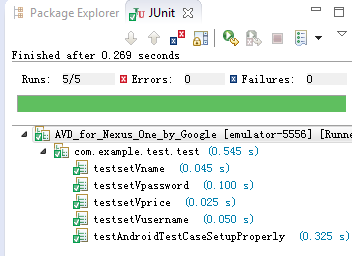 Package Explorer JUnit
Finished after 0.269 seconds
Runs: 5/5 Errors: 0 Failures: 0
AVD_for_Nexus_One_by_Google [emulator-5556] [Runne
com.example.test.test (0.545 s)
testsetVname (0.045 s)
testsetVpassword (0.100 s)
testsetVprice (0.025 s)
testsetVusername (0.050 s)
testAndroidTestCaseSetupProperly (0.325 s)